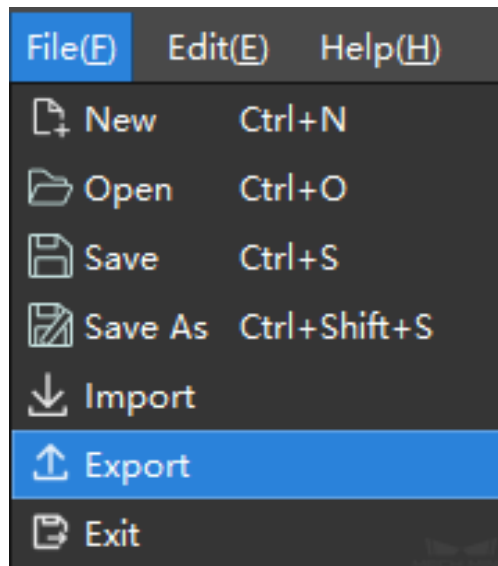 File(F) Edit(E) Help(H)
New Ctrl+N
Open Ctrl+O
Save Ctrl+S
Save As Ctrl+Shift+S
Import
Export
Exit